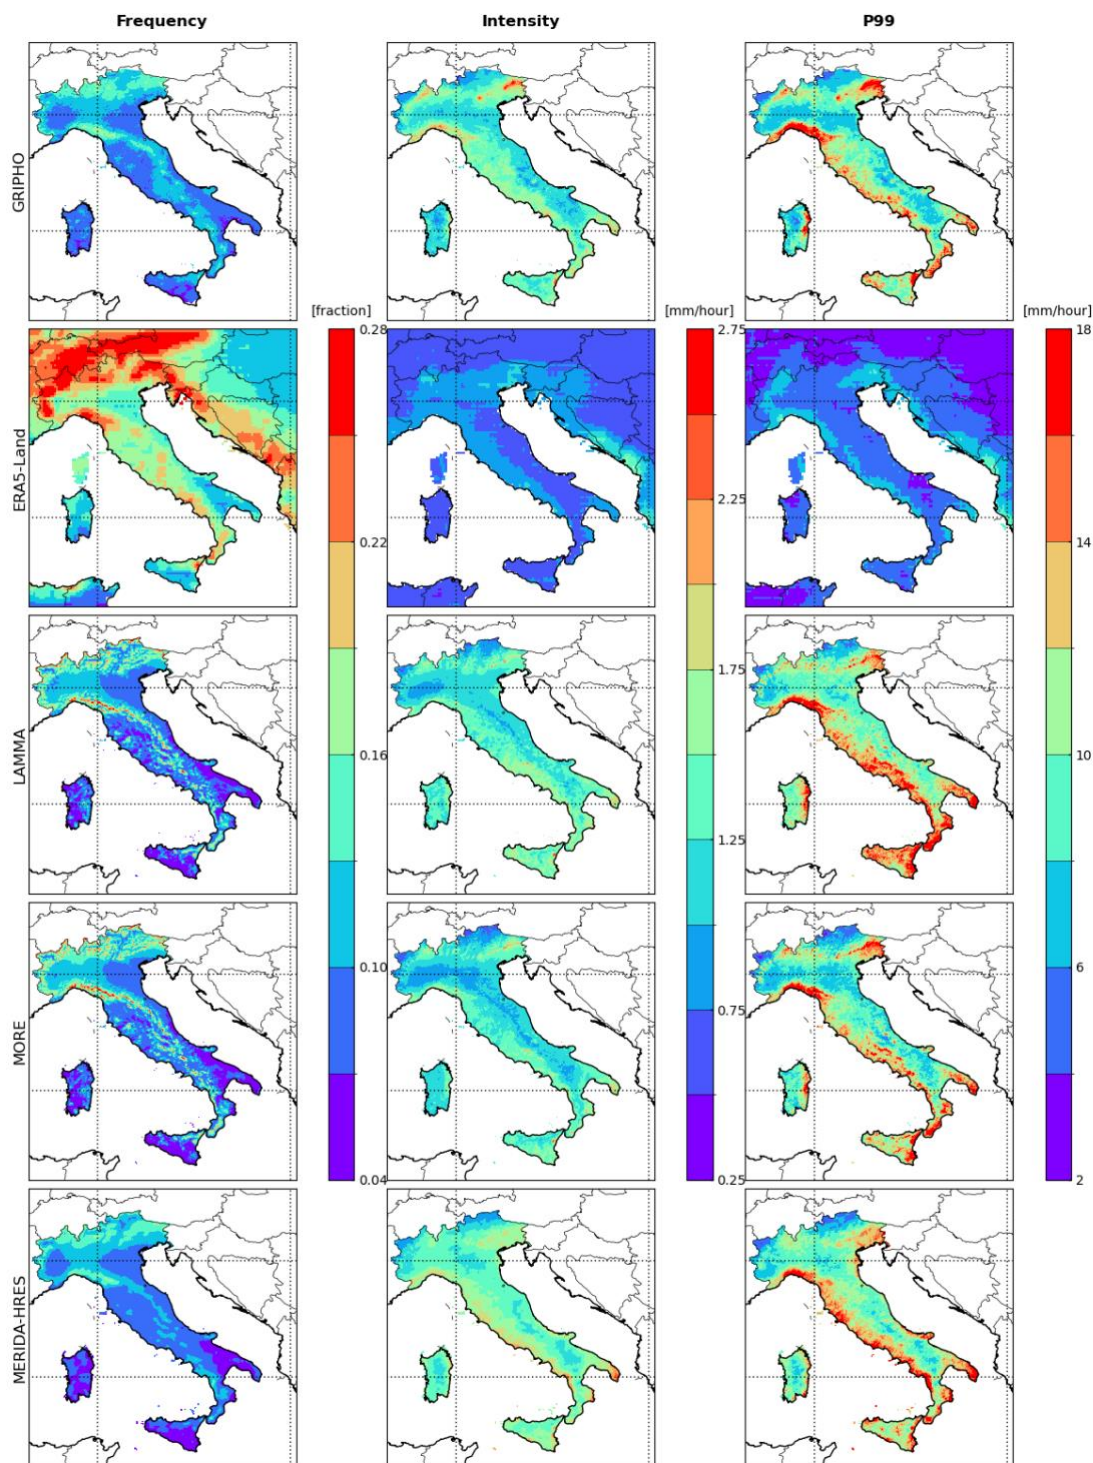 Frequency Intensity P99
GRIPHO
[fraction] [mm/hour] [mm/hour]
0.28 2.75 18
ERA5-Land
2.25
0.22 14
1.75
LAMMA
0.16 10
1.25
MORE
0.10 0.75 6
0.04 0.25 2
MERIDA-HRES